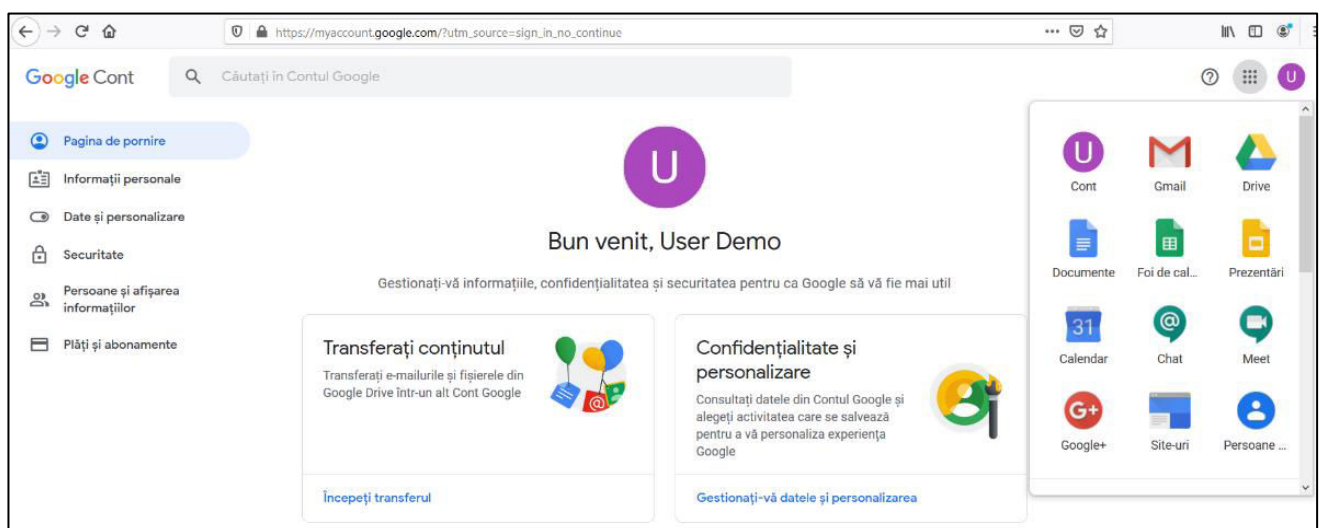 https://myaccount.google.com/?utm_source=sign_in_no_continue
Google Cont
Căutați în Contul Google
U
Pagina de pornire
Informații personale
Date și personalizare
Securitate
Persoane și afișarea
informațiilor
Plăți și abonamente
U
Bun venit, User Demo
Gestionați-vă informațiile, confidențialitatea și securitatea pentru ca Google să vă fie mai util
Transferați conținutul
Transferați e-mailurile și fișierele din
Google Drive într-un alt Cont Google
Începeți transferul
Confidențialitate și
personalizare
Consultați datele din Contul Google și
alegeți activitatea care se salvează
pentru a vă personaliza experiența
Google
Gestionați-vă datele și personalizarea
U
Cont
Gmail
Drive
Documente
Foi de cal...
Prezentări
31
Calendar
Chat
Meet
G+
Google+
Site-uri
Persoane ...